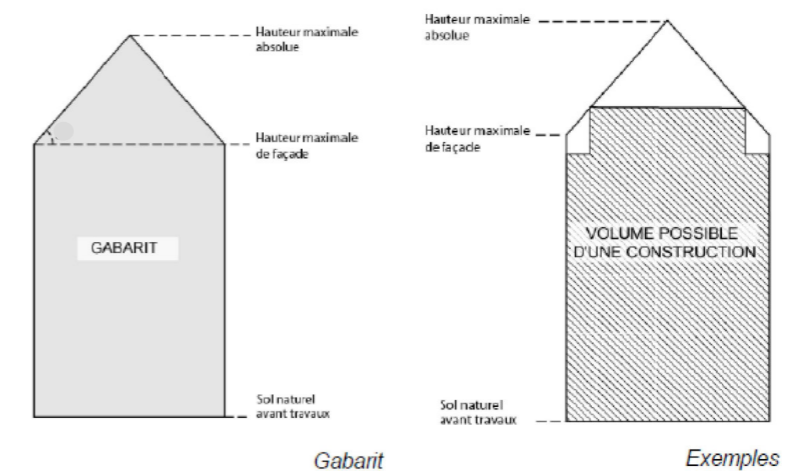 Hauteur maximale
absolue
Hauteur maximale
de façade
GABARIT
Sol naturel
avant travaux
Gabarit
Hauteur maximale
absolue
Hauteur maximale
de façade
VOLUME POSSIBLE
D'UNE CONSTRUCTION
Sol naturel
avant travaux
Exemples